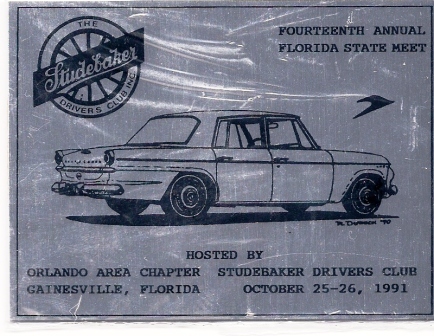 THE
Studebaker
DRIVERS CLUB INC.
FOURTEENTH ANNUAL
FLORIDA STATE MEET
HOSTED BY
ORLANDO AREA CHAPTER STUDEBAKER DRIVERS CLUB
GAINESVILLE, FLORIDA OCTOBER 25-26, 1991